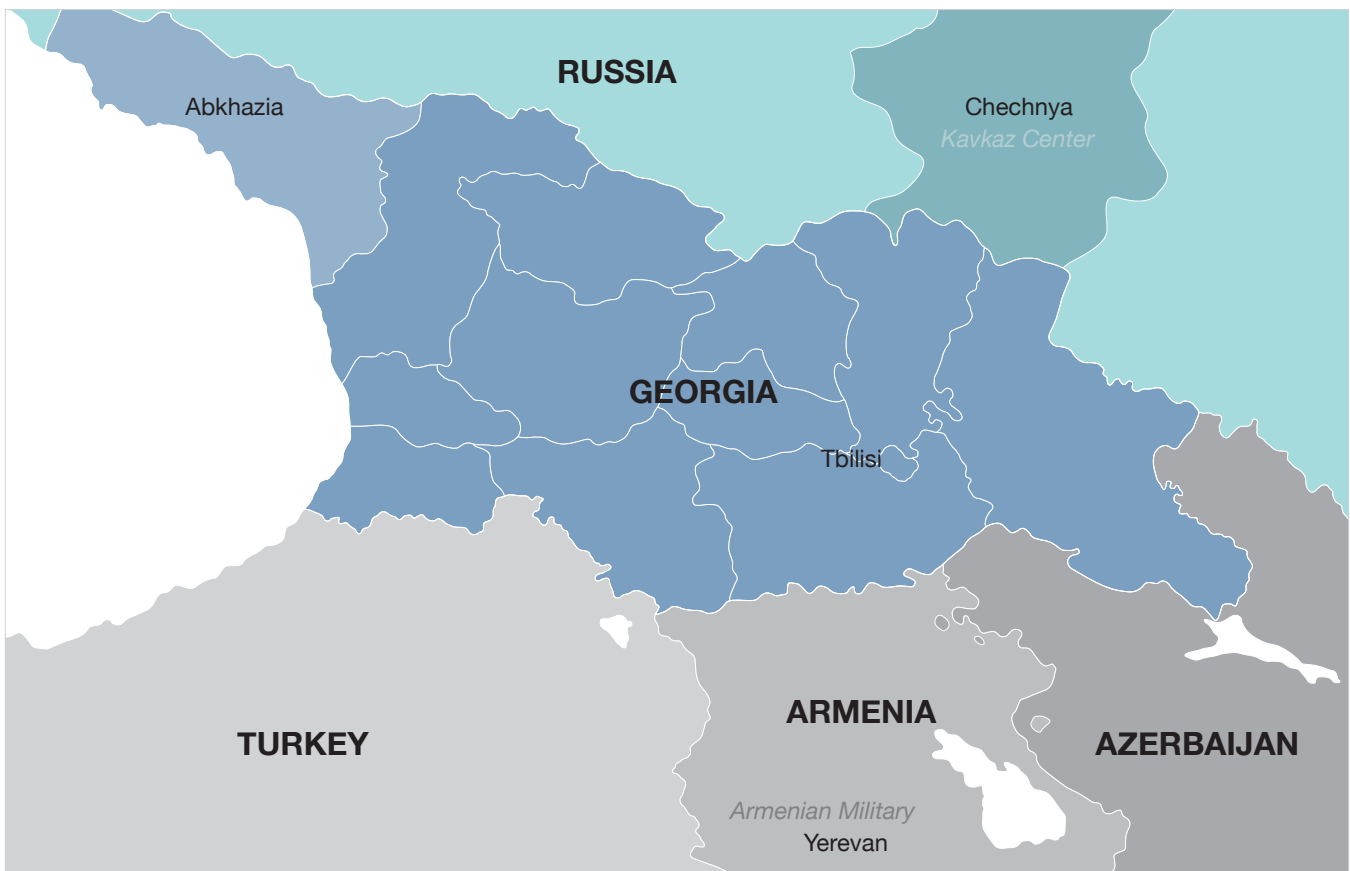 RUSSIA
Abkhazia
Chechnya
Kavkaz Center
GEORGIA
Tbilisi
ARMENIA
TURKEY
AZERBAIJAN
Armenian Military
Yerevan